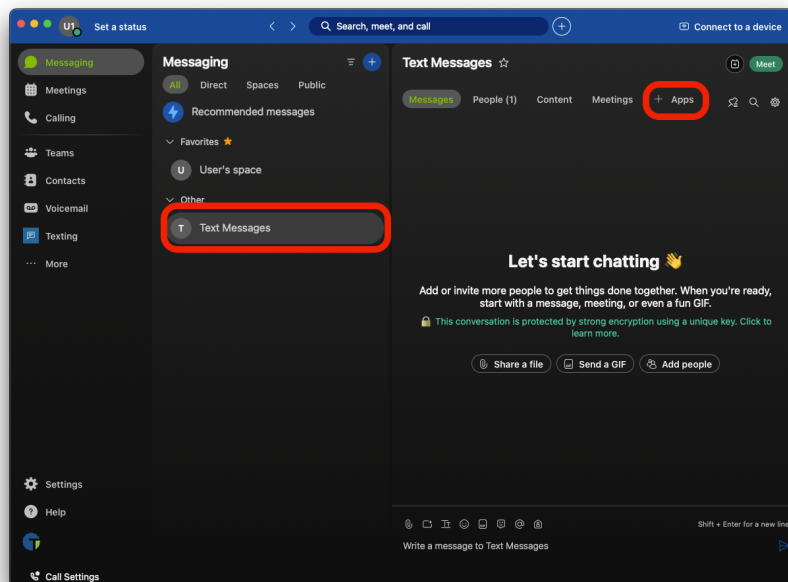 U1
Set a status
Search, meet, and call
Connect to a device
Messaging
Meetings
Calling
Teams
Contacts
Voicemail
Texting
More
Settings
Help
Call Settings
Messaging
All Direct Spaces Public
Recommended messages
Favorites
U User's space
Other
T Text Messages
Text Messages
Meet
Messages People (1) Content Meetings + Apps
Let's start chatting 👋
Add or invite more people to get things done together. When you're ready,
start with a message, meeting, or even a fun GIF.
This conversation is protected by strong encryption using a unique key. Click to
learn more.
Share a file Send a GIF Add people
Shift + Enter for a new line
Write a message to Text Messages